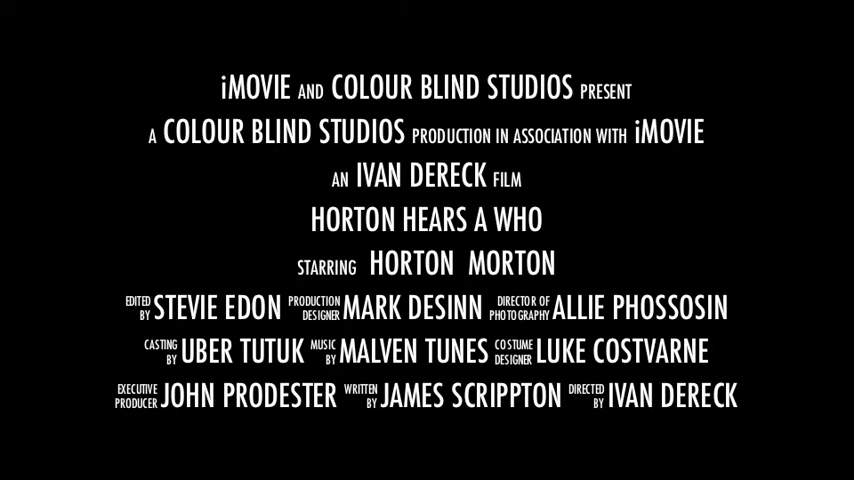 iMOVIE AND COLOUR BLIND STUDIOS PRESENT
A COLOUR BLIND STUDIOS PRODUCTION IN ASSOCIATION WITH iMOVIE
AN IVAN DERECK FILM
HORTON HEARS A WHO
STARRING HORTON MORTON
EDITED BY STEVIE EDON PRODUCTION DESIGNER MARK DESINN DIRECTOR OF PHOTOGRAPHY ALLIE PHOSSOSIN
CASTING BY UBER TUTUK MUSIC BY MALVEN TUNES COSTUME DESIGNER LUKE COSTVARNE
EXECUTIVE PRODUCER JOHN PRODESTER WRITTEN BY JAMES SCRIPPTON DIRECTED BY IVAN DERECK